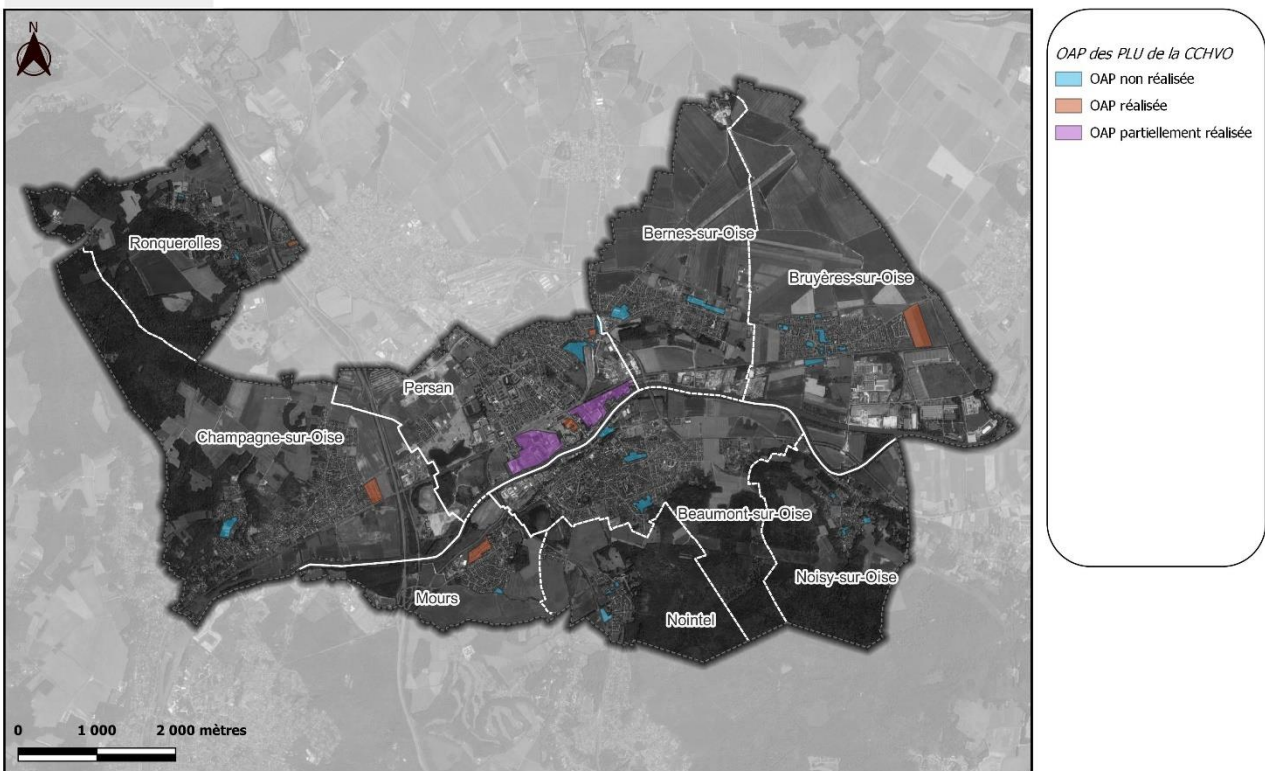 N
OAP des PLU de la CCHVO
OAP non réalisée
OAP réalisée
OAP partiellement réalisée
Ronquerolles
Bernes-sur-Oise
Bruyères-sur-Oise
Persan
Champagne-sur-Oise
Beaumont-sur-Oise
Noisy-sur-Oise
Mours
Nointel
0 1 000 2 000 mètres